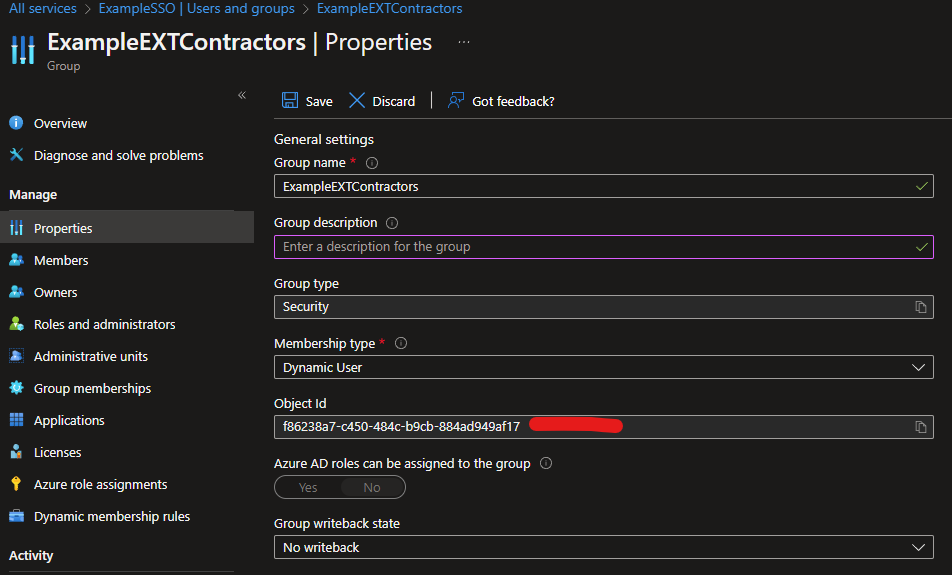 All services > ExampleSSO | Users and groups > ExampleEXTContractors
ExampleEXTContractors | Properties ...
Group
«
Overview
Diagnose and solve problems
Manage
Properties
Members
Owners
Roles and administrators
Administrative units
Group memberships
Applications
Licenses
Azure role assignments
Dynamic membership rules
Activity
Save Discard | Got feedback?
General settings
Group name *
ExampleEXTContractors
Group description
Enter a description for the group
Group type
Security
Membership type *
Dynamic User
Object Id
f86238a7-c450-484c-b9cb-884ad949af17
Azure AD roles can be assigned to the group
Yes No
Group writeback state
No writeback